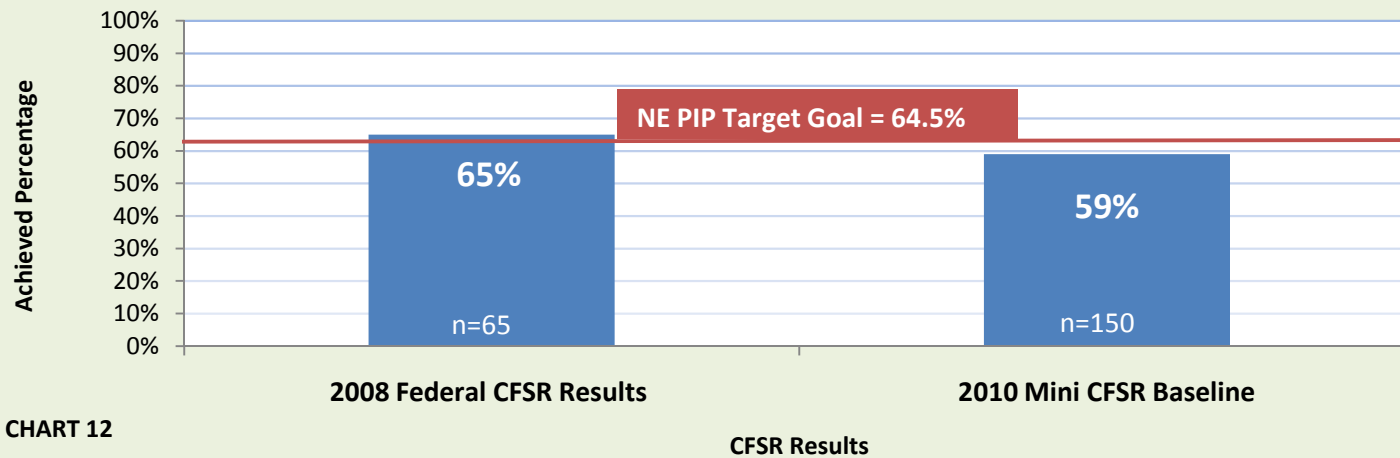 100%
90%
80%
70%
60%
50%
40%
30%
20%
10%
0%
Achieved Percentage
NE PIP Target Goal = 64.5%
65%
59%
n=65
n=150
2008 Federal CFSR Results
2010 Mini CFSR Baseline
CHART 12
CFSR Results